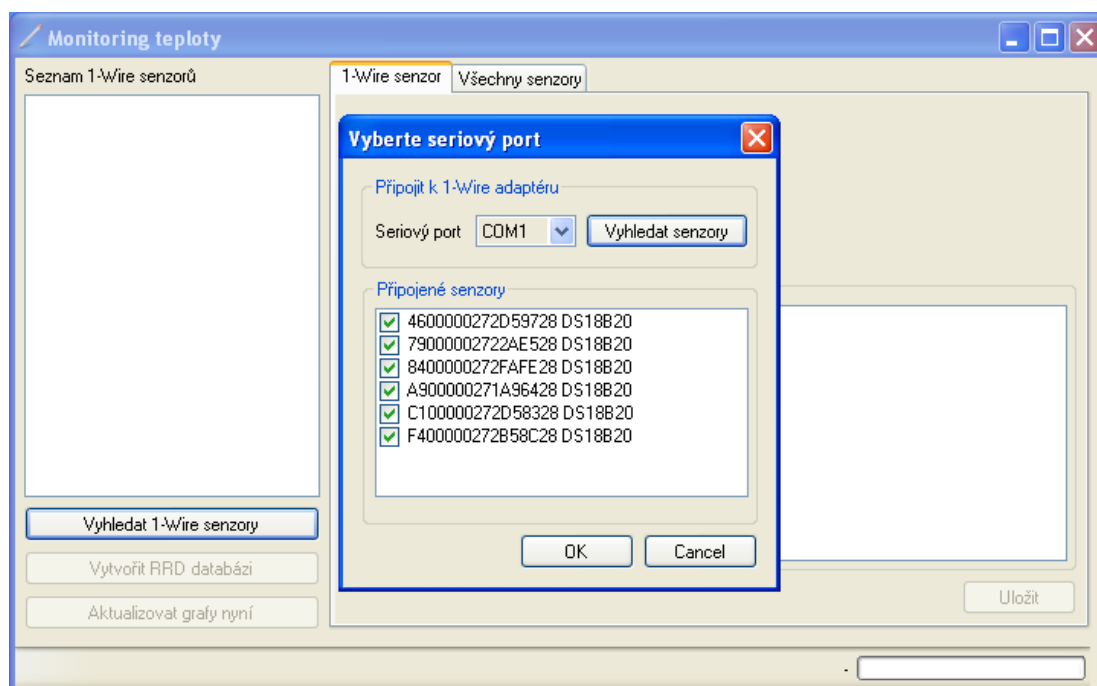 Monitoring teploty
Seznam 1-Wire senzorů
1-Wire senzor
Všechny senzory
Vyberte seriový port
Připojit k 1-Wire adaptéru
Seriový port COM1 Vyhledat senzory
Připojené senzory
4600000272D59728 DS18B20
79000002722AE528 DS18B20
8400000272FAFE28 DS18B20
A900000271A96428 DS18B20
C100000272D58328 DS18B20
F400000272B58C28 DS18B20
OK Cancel
Vyhledat 1-Wire senzory
Vytvořit RRD databázi
Aktualizovat grafy nyní
Uložit
-